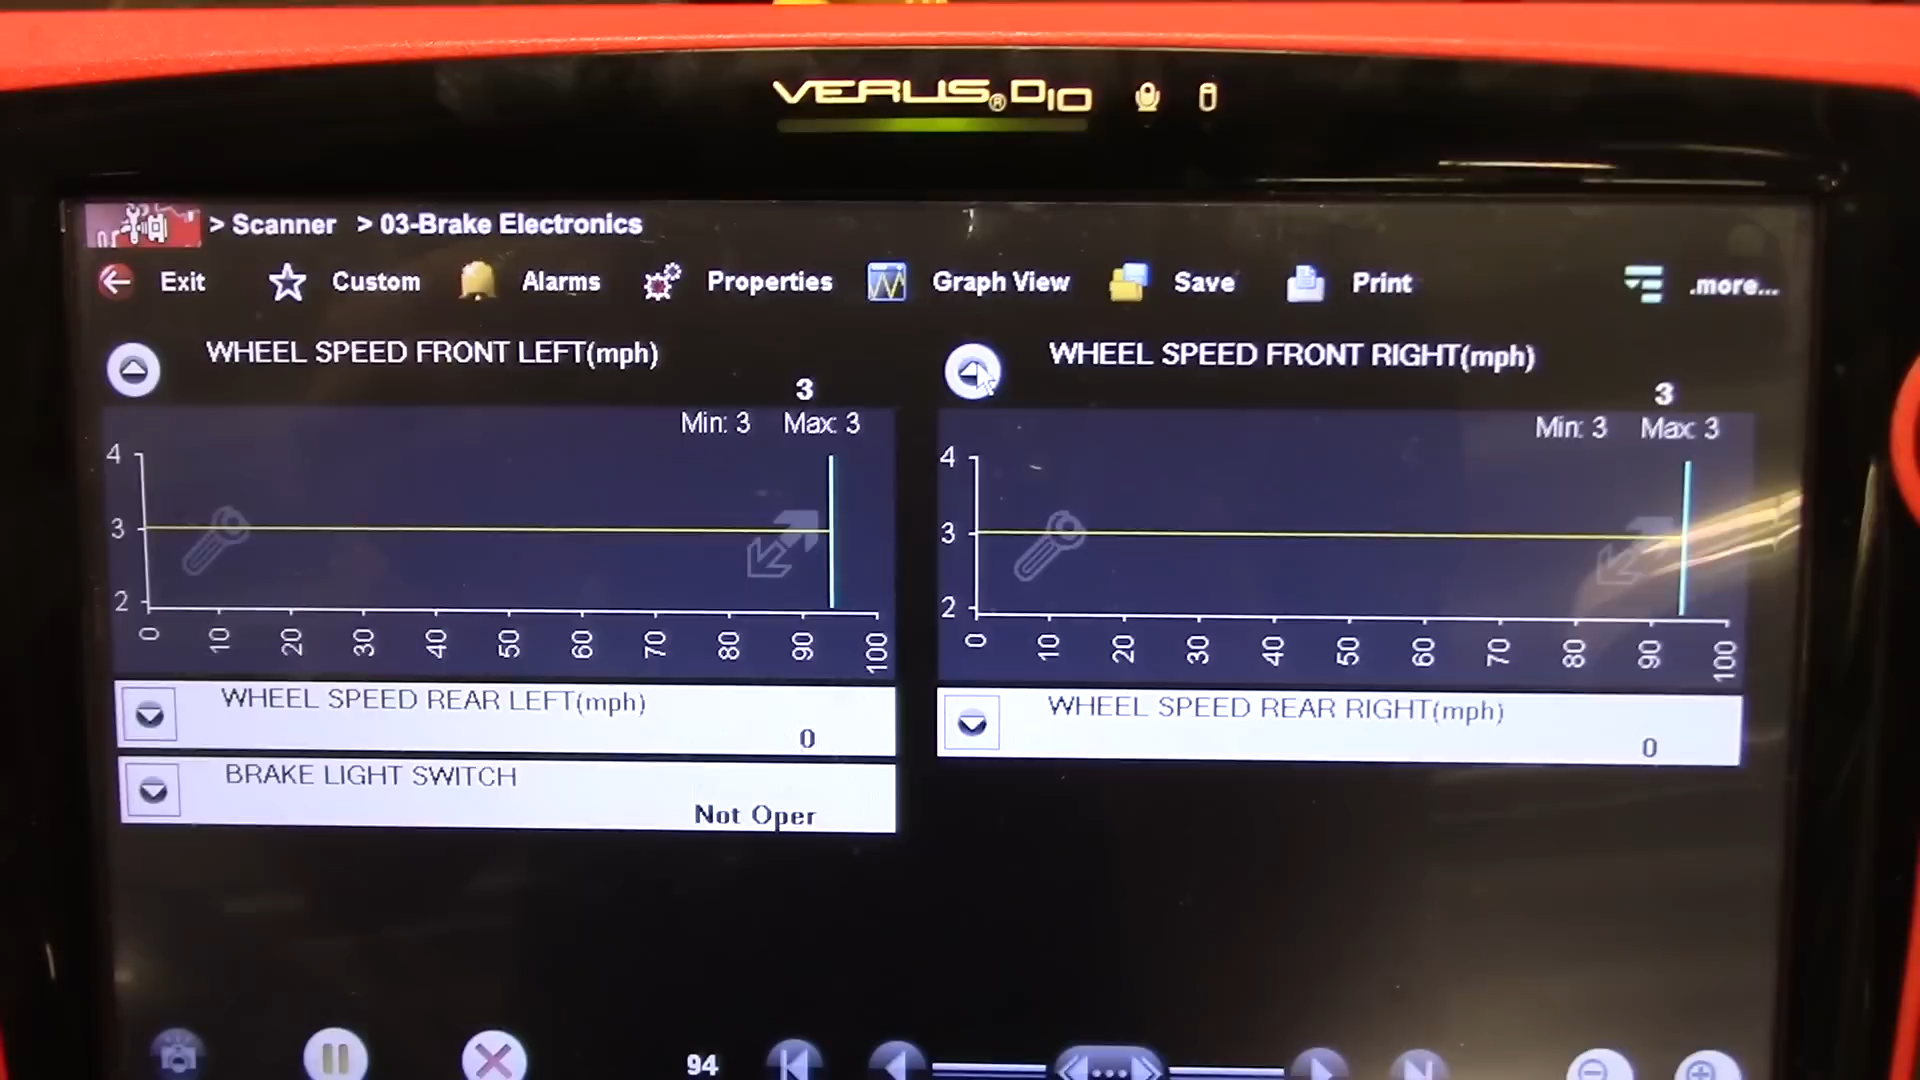 VERUS® D10
> Scanner > 03-Brake Electronics
Exit Custom Alarms Properties Graph View Save Print .more...
WHEEL SPEED FRONT LEFT(mph)
3
Min: 3 Max: 3
4
3
2
0 10 20 30 40 50 60 70 80 90 100
WHEEL SPEED FRONT RIGHT(mph)
3
Min: 3 Max: 3
4
3
2
0 10 20 30 40 50 60 70 80 90 100
WHEEL SPEED REAR LEFT(mph)
0
WHEEL SPEED REAR RIGHT(mph)
0
BRAKE LIGHT SWITCH
Not Oper
94